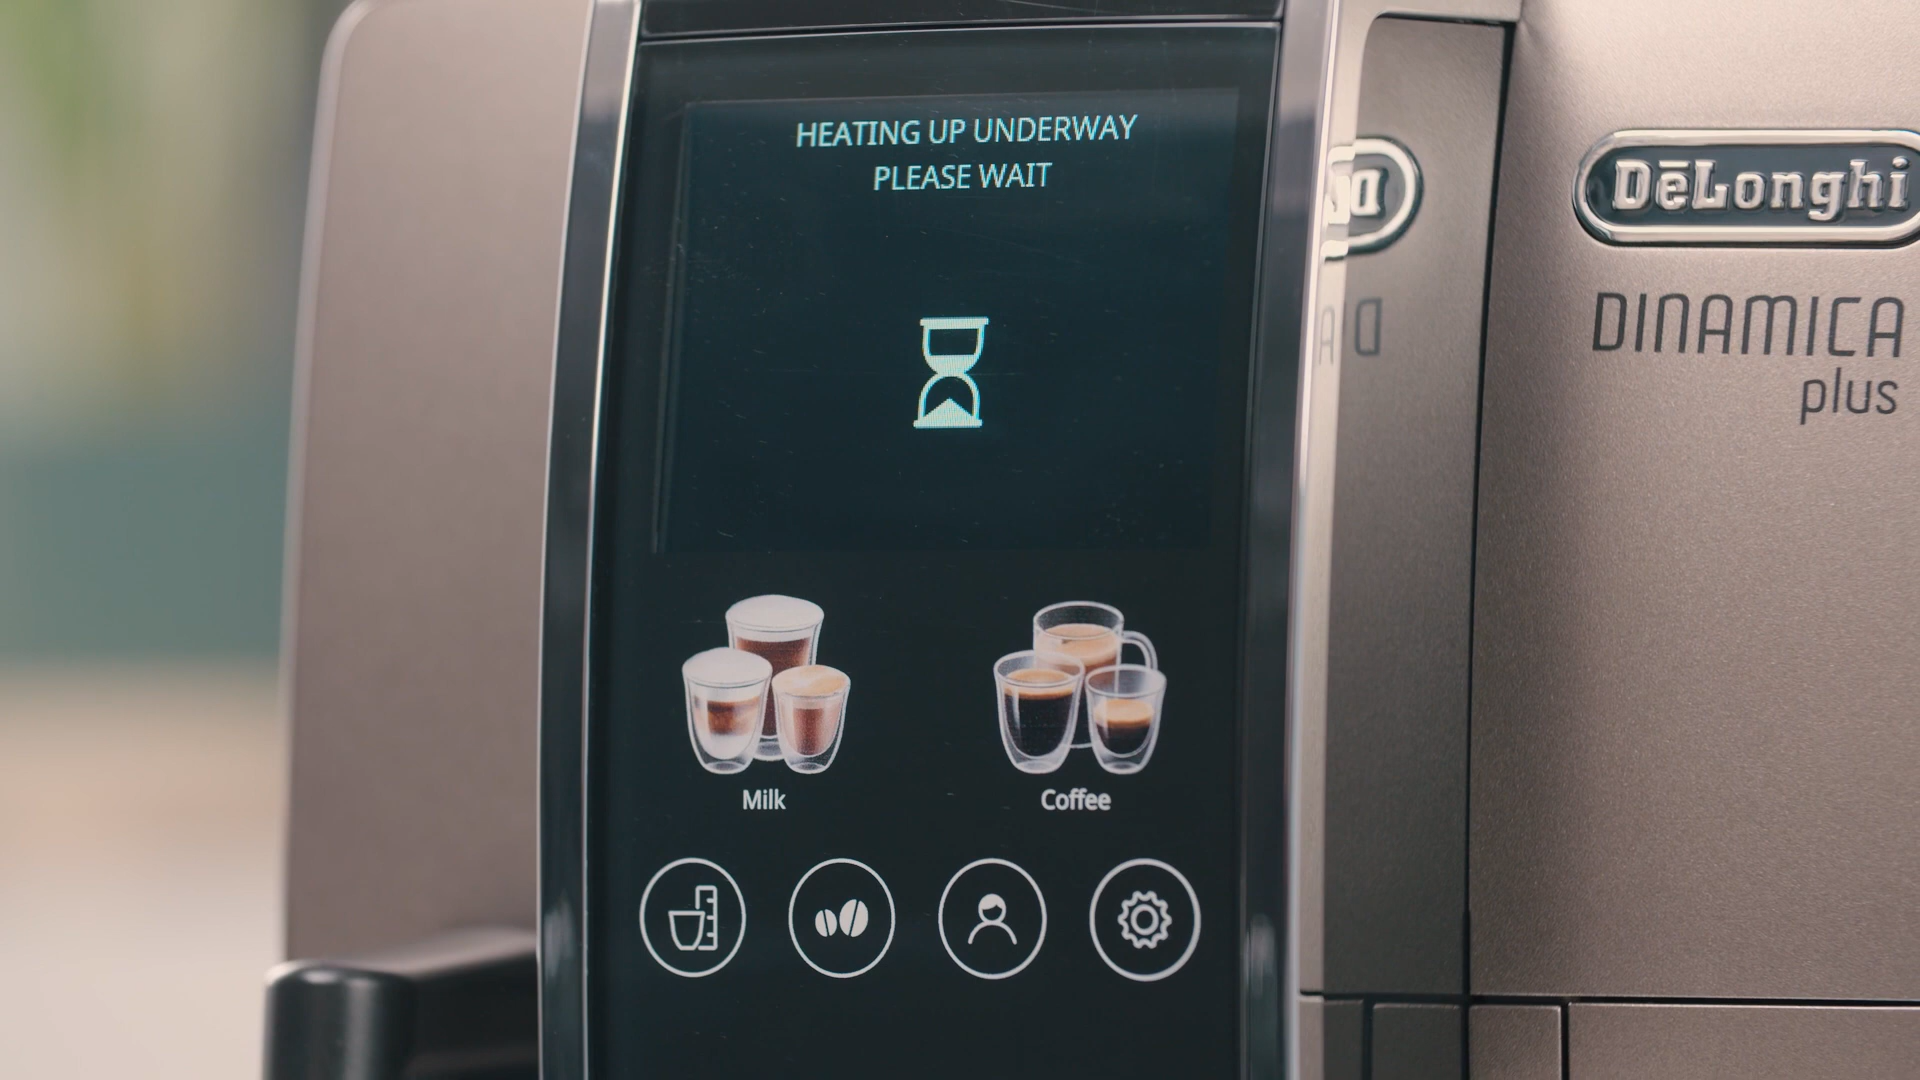 HEATING UP UNDERWAY
PLEASE WAIT
Milk
Coffee
DēLonghi
DINAMICA
plus